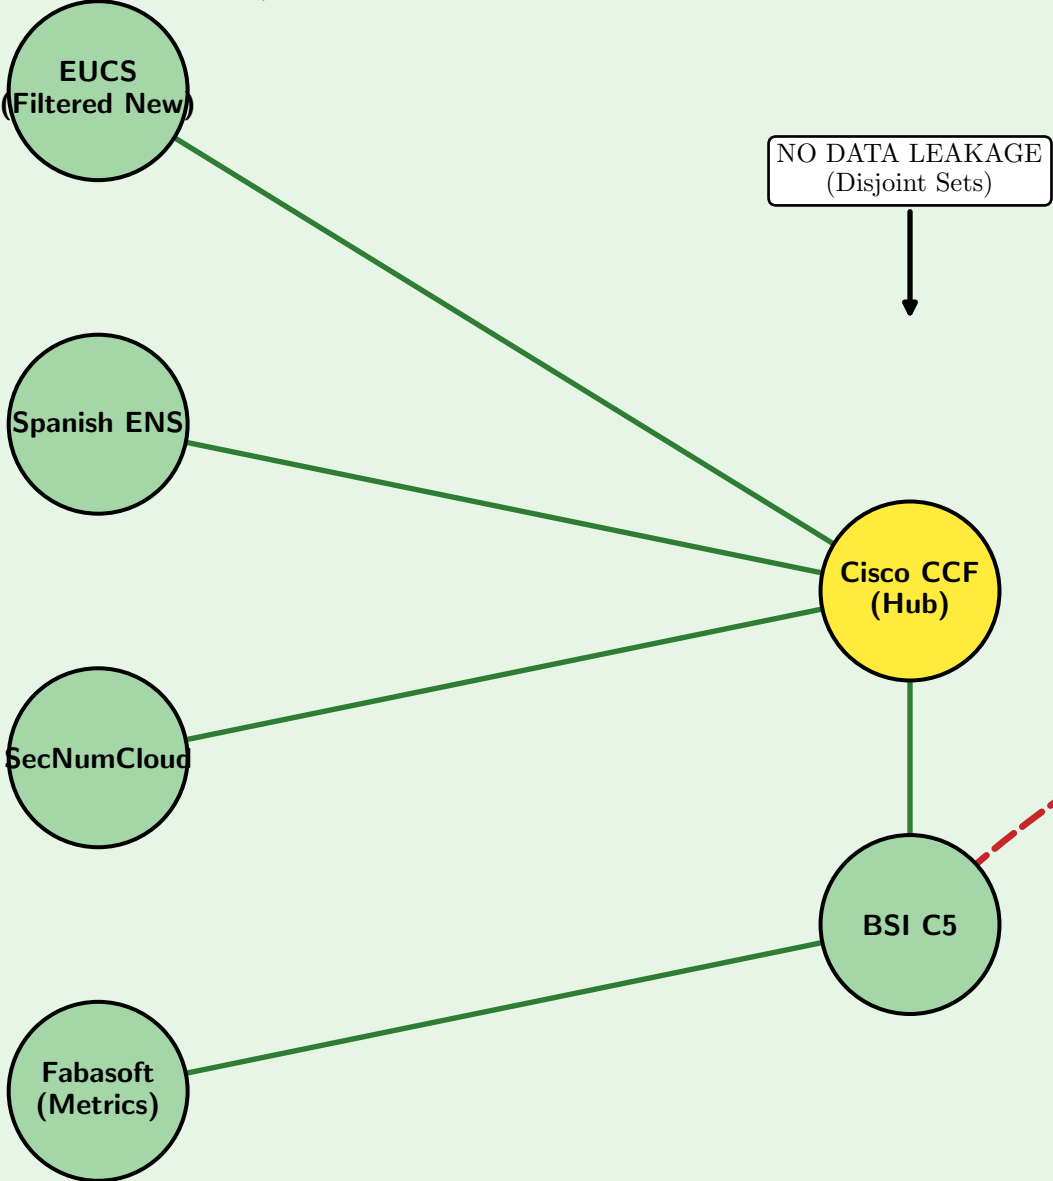 EUCS
(Filtered New)
NO DATA LEAKAGE
(Disjoint Sets)
Spanish ENS
Cisco CCF
(Hub)
SecNumCloud
BSI C5
Fabasoft
(Metrics)